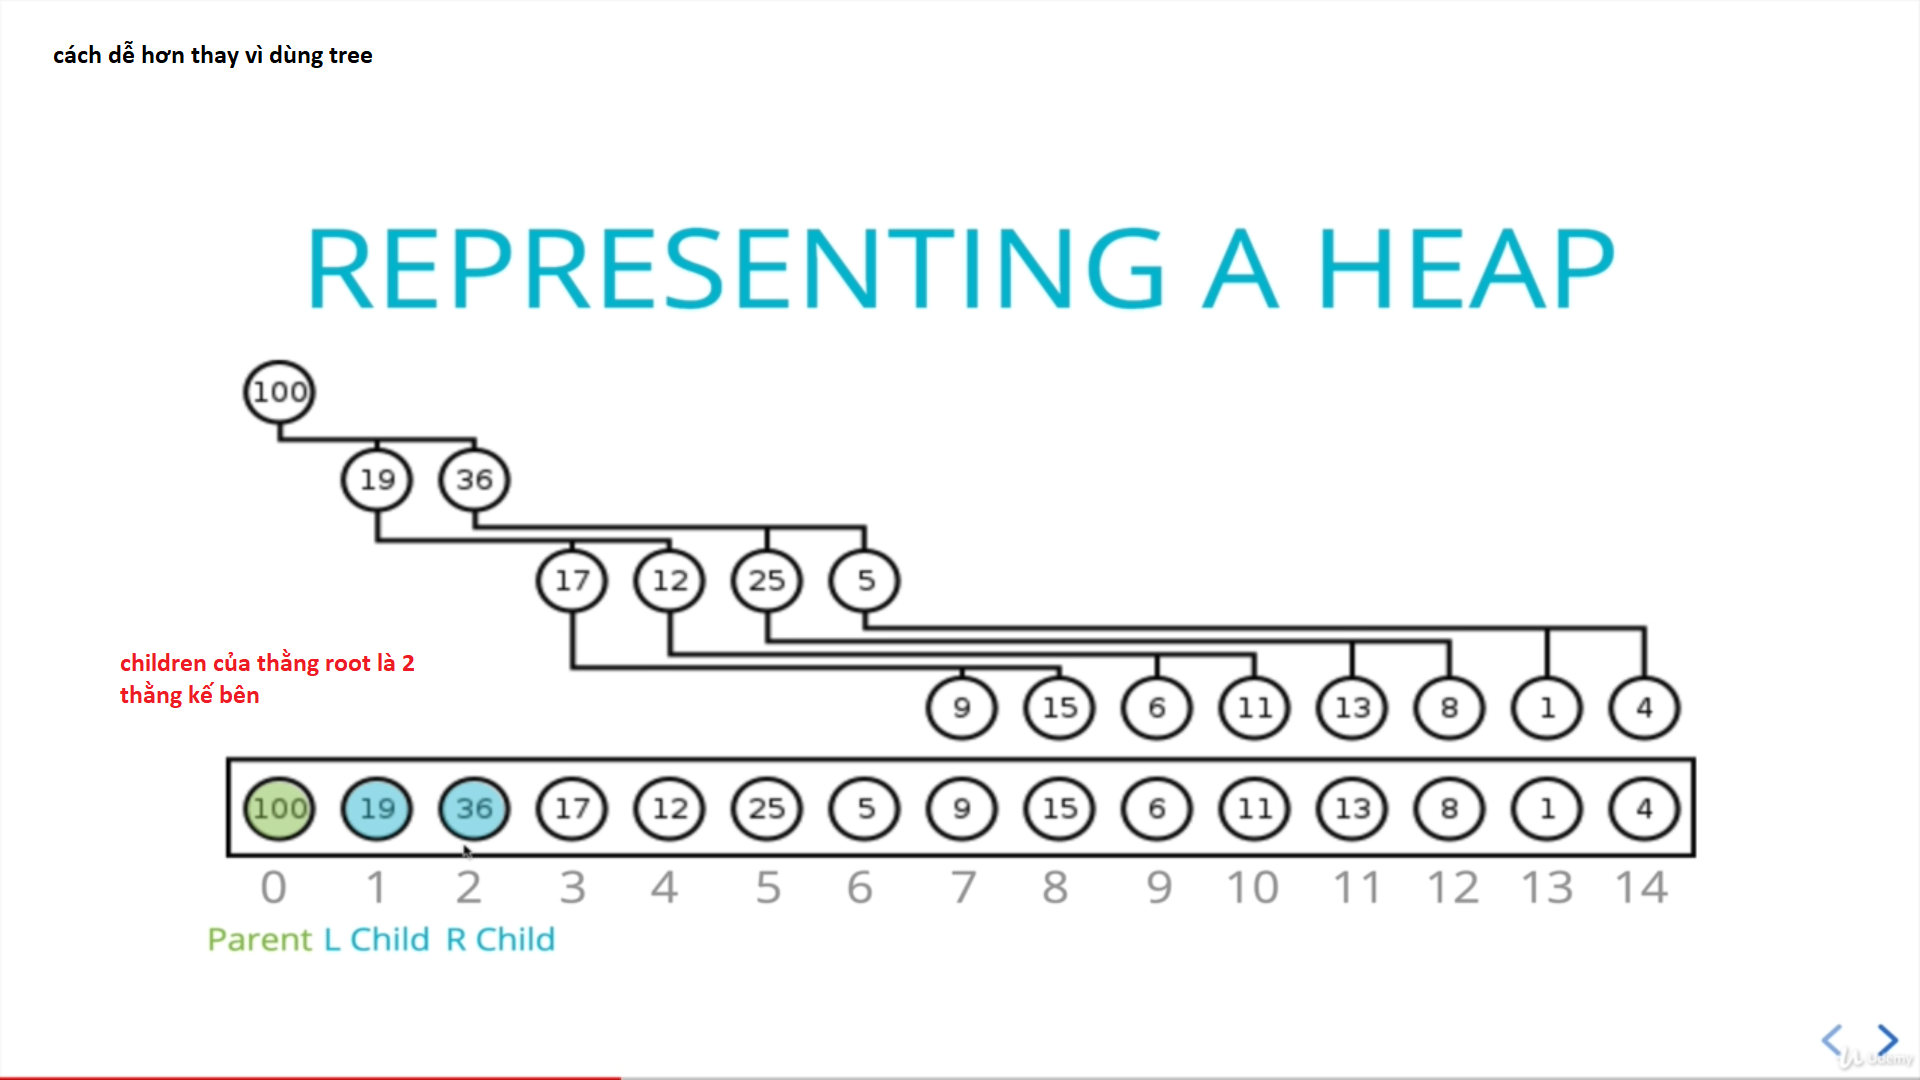 cách dễ hơn thay vì dùng tree
REPRESENTING A HEAP
100
19 36
17 12 25 5
children của thằng root là 2
thằng kế bên
9 15 6 11 13 8 1 4
100 19 36 17 12 25 5 9 15 6 11 13 8 1 4
0 1 2 3 4 5 6 7 8 9 10 11 12 13 14
Parent L Child R Child
Udemy